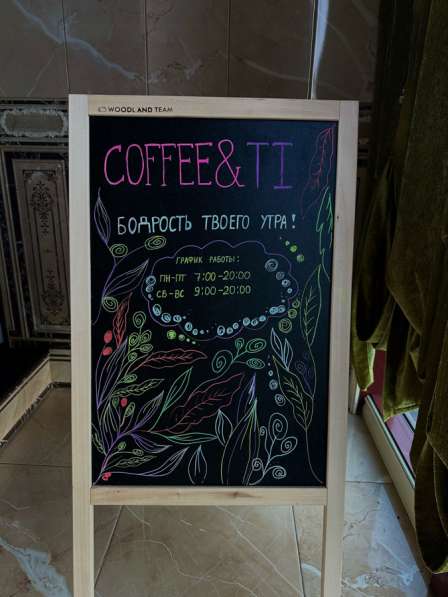 WOODLAND TEAM
COFFEE&TI
БОДРОСТЬ ТВОЕГО УТРА!
ГРАФИК РАБОТЫ:
ПН-ПТ 7:00-20:00
СБ-ВС 9:00-20:00